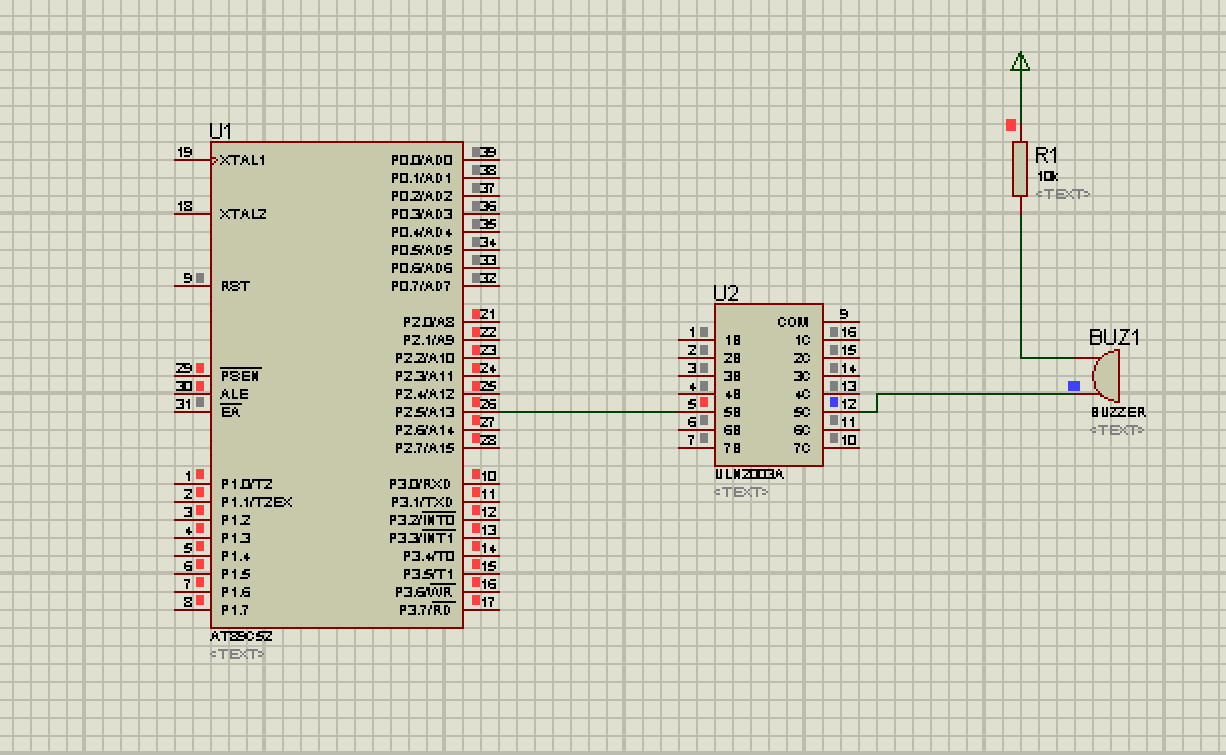 U1
19 XTAL1 P0.0/AD0 39
P0.1/AD1 38
P0.2/AD2 37
18 XTAL2 P0.3/AD3 36
P0.4/AD4 35
P0.5/AD5 34
P0.6/AD6 33
9 RST P0.7/AD7 32
P2.0/A8 21
P2.1/A9 22
P2.2/A10 23
29 PSEN P2.3/A11 24
30 ALE P2.4/A12 25
31 EA P2.5/A13 26
P2.6/A14 27
P2.7/A15 28
1 P1.0/T2 P3.0/RXD 10
2 P1.1/T2EX P3.1/TXD 11
3 P1.2 P3.2/INT0 12
4 P1.3 P3.3/INT1 13
5 P1.4 P3.4/T0 14
6 P1.5 P3.5/T1 15
7 P1.6 P3.6/WR 16
8 P1.7 P3.7/RD 17
AT89C52
<TEXT>
U2
COM 9
1 1B 1C 16
2 2B 2C 15
3 3B 3C 14
4 4B 4C 13
5 5B 5C 12
6 6B 6C 11
7 7B 7C 10
ULN2003A
<TEXT>
R1
10k
<TEXT>
BUZ1
BUZZER
<TEXT>